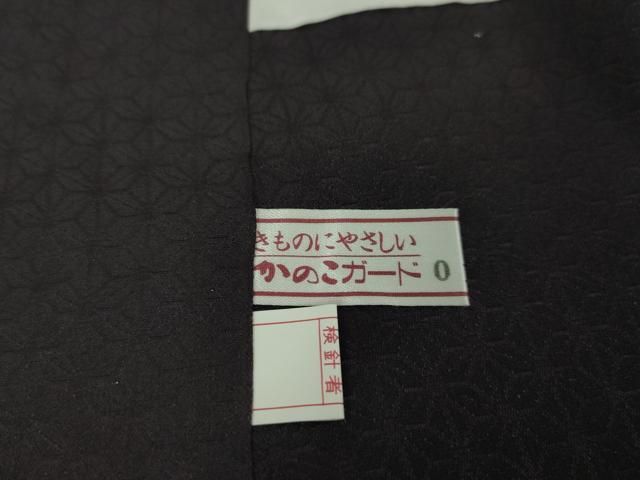 きものにやさしい
かのこガード 0
検針者